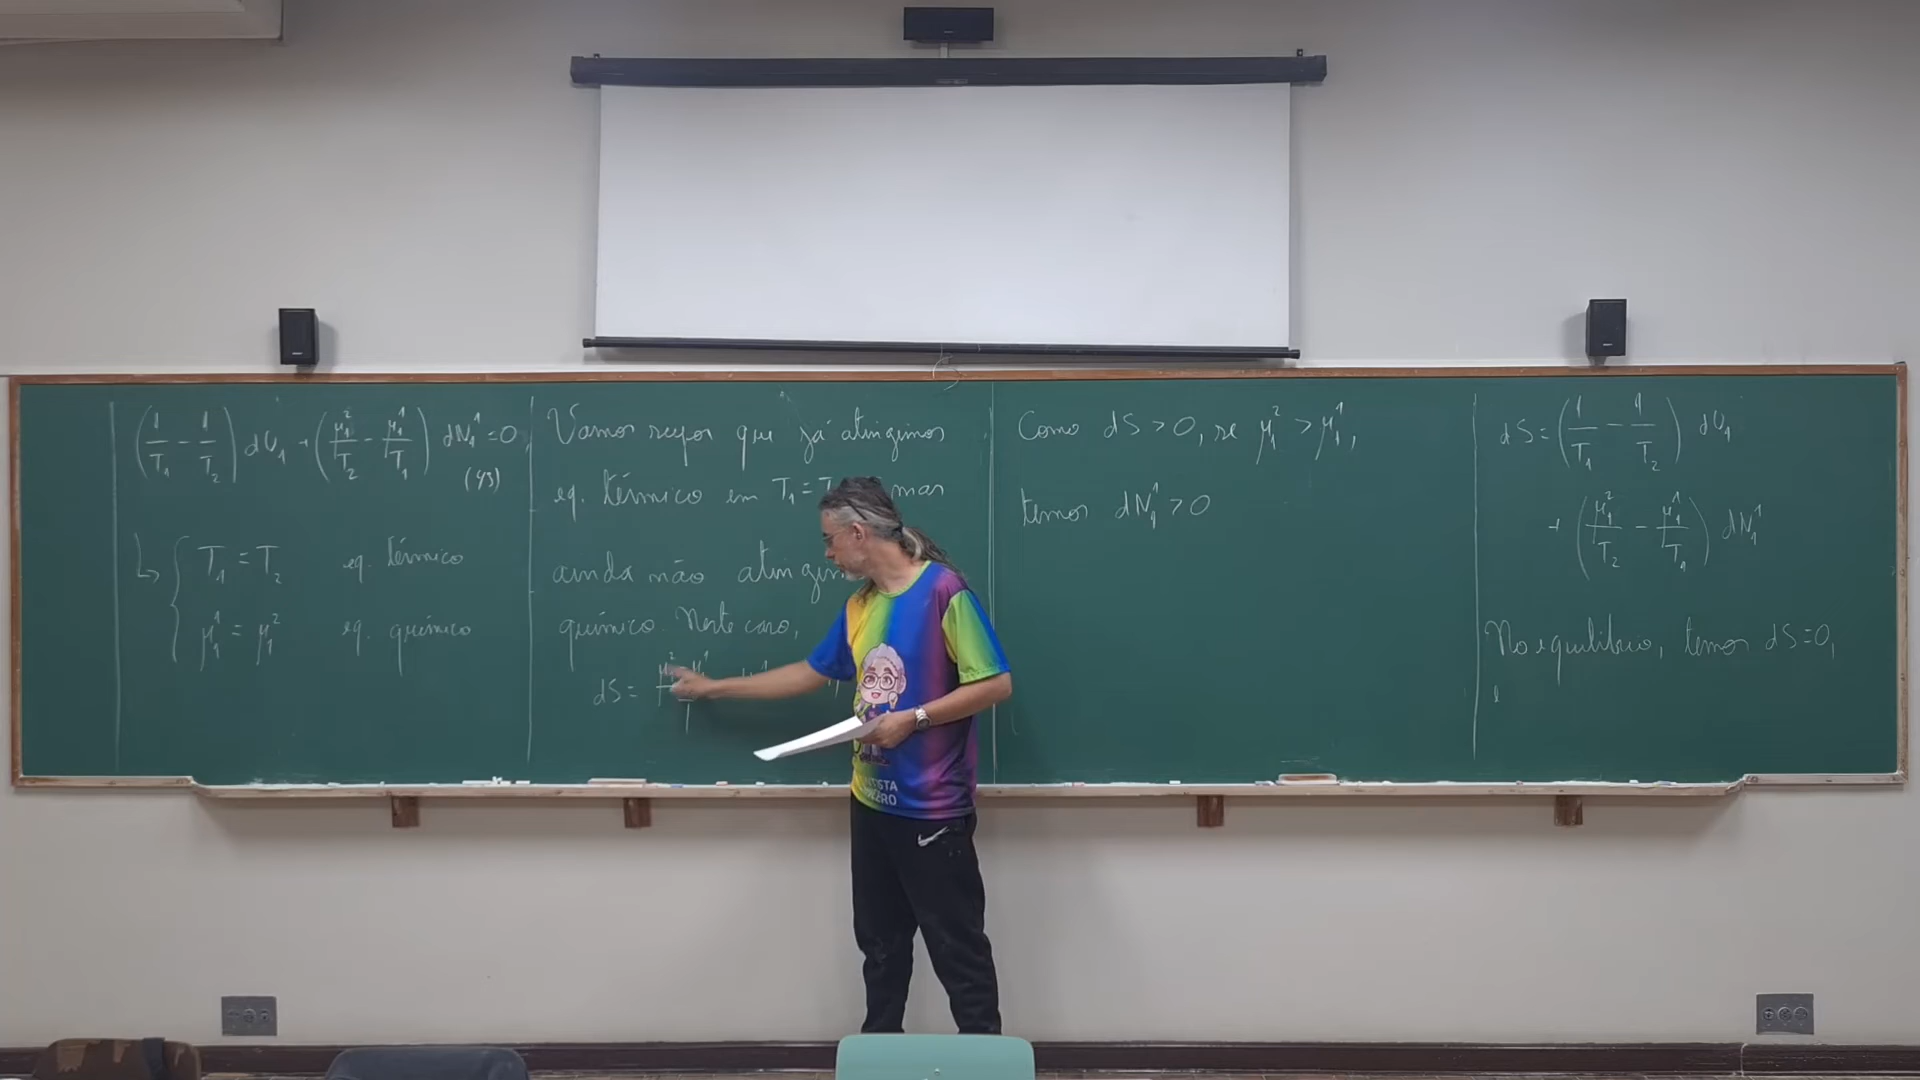 (1/T₁ − 1/T₂) dU₁ + (μ₁²/T₂ − μ₁¹/T₁) dN₁¹ = 0,
(43)
↳ { T₁ = T₂ eq. térmico
μ₁¹ = μ₁² eq. químico
Vamos supor que já atingimos
eq. térmico em T₁ = T mas
ainda não atingim
químico. Neste caso,
dS =
Como dS > 0, se μ₁² > μ₁¹,
temos dN₁¹ > 0
dS = (1/T₁ − 1/T₂) dU₁
+ (μ₁²/T₂ − μ₁¹/T₁) dN₁¹
No equilíbrio, temos dS = 0,